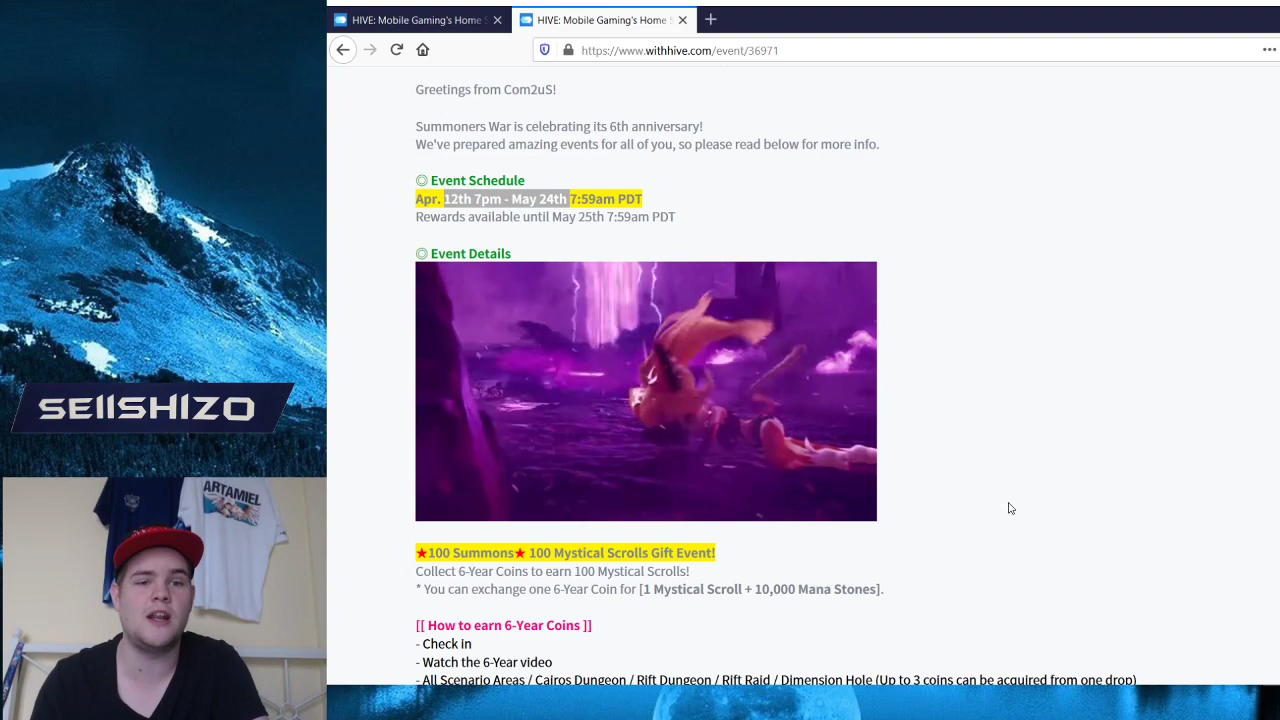 HIVE: Mobile Gaming's Home S
HIVE: Mobile Gaming's Home S
https://www.withhive.com/event/36971
Greetings from Com2uS!
Summoners War is celebrating its 6th anniversary!
We've prepared amazing events for all of you, so please read below for more info.
◎ Event Schedule
Apr. 12th 7pm - May 24th 7:59am PDT
Rewards available until May 25th 7:59am PDT
◎ Event Details
★100 Summons★ 100 Mystical Scrolls Gift Event!
Collect 6-Year Coins to earn 100 Mystical Scrolls!
* You can exchange one 6-Year Coin for [1 Mystical Scroll + 10,000 Mana Stones].
[[ How to earn 6-Year Coins ]]
- Check in
- Watch the 6-Year video
- All Scenario Areas / Cairos Dungeon / Rift Dungeon / Rift Raid / Dimension Hole (Up to 3 coins can be acquired from one drop)
SEIISHIZO
ARTAMIEL